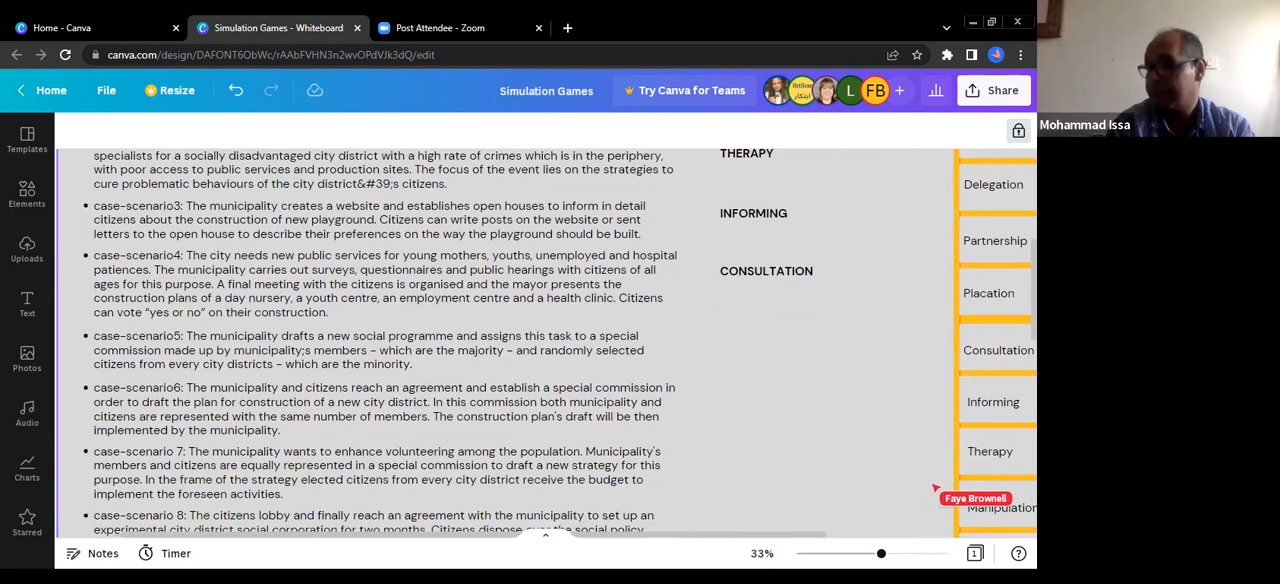 Home - Canva
Simulation Games - Whiteboard
Post Attendee - Zoom
canva.com/design/DAFONT6ObWc/rAAbFVHN3n2wvOPdVJk3dQ/edit
Home
File
Resize
Simulation Games
Try Canva for Teams
ibtikar
ابتكار
L
FB
Share
Templates
Elements
Uploads
Text
Photos
Audio
Charts
Starred
specialists for a socially disadvantaged city district with a high rate of crimes which is in the periphery,
with poor access to public services and production sites. The focus of the event lies on the strategies to
cure problematic behaviours of the city district&#39;s citizens.
case-scenario3: The municipality creates a website and establishes open houses to inform in detail
citizens about the construction of new playground. Citizens can write posts on the website or sent
letters to the open house to describe their preferences on the way the playground should be built.
case-scenario4: The city needs new public services for young mothers, youths, unemployed and hospital
patiences. The municipality carries out surveys, questionnaires and public hearings with citizens of all
ages for this purpose. A final meeting with the citizens is organised and the mayor presents the
construction plans of a day nursery, a youth centre, an employment centre and a health clinic. Citizens
can vote “yes or no” on their construction.
case-scenario5: The municipality drafts a new social programme and assigns this task to a special
commission made up by municipality;s members - which are the majority - and randomly selected
citizens from every city districts - which are the minority.
case-scenario6: The municipality and citizens reach an agreement and establish a special commission in
order to draft the plan for construction of a new city district. In this commission both municipality and
citizens are represented with the same number of members. The construction plan's draft will be then
implemented by the municipality.
case-scenario 7: The municipality wants to enhance volunteering among the population. Municipality's
members and citizens are equally represented in a special commission to draft a new strategy for this
purpose. In the frame of the strategy elected citizens from every city district receive the budget to
implement the foreseen activities.
case-scenario 8: The citizens lobby and finally reach an agreement with the municipality to set up an
experimental city district social corporation for two months. Citizens dispose over the social policy
THERAPY
INFORMING
CONSULTATION
Delegation
Partnership
Placation
Consultation
Informing
Therapy
Manipulation
Faye Brownell
Notes
Timer
33%
1
Mohammad Issa